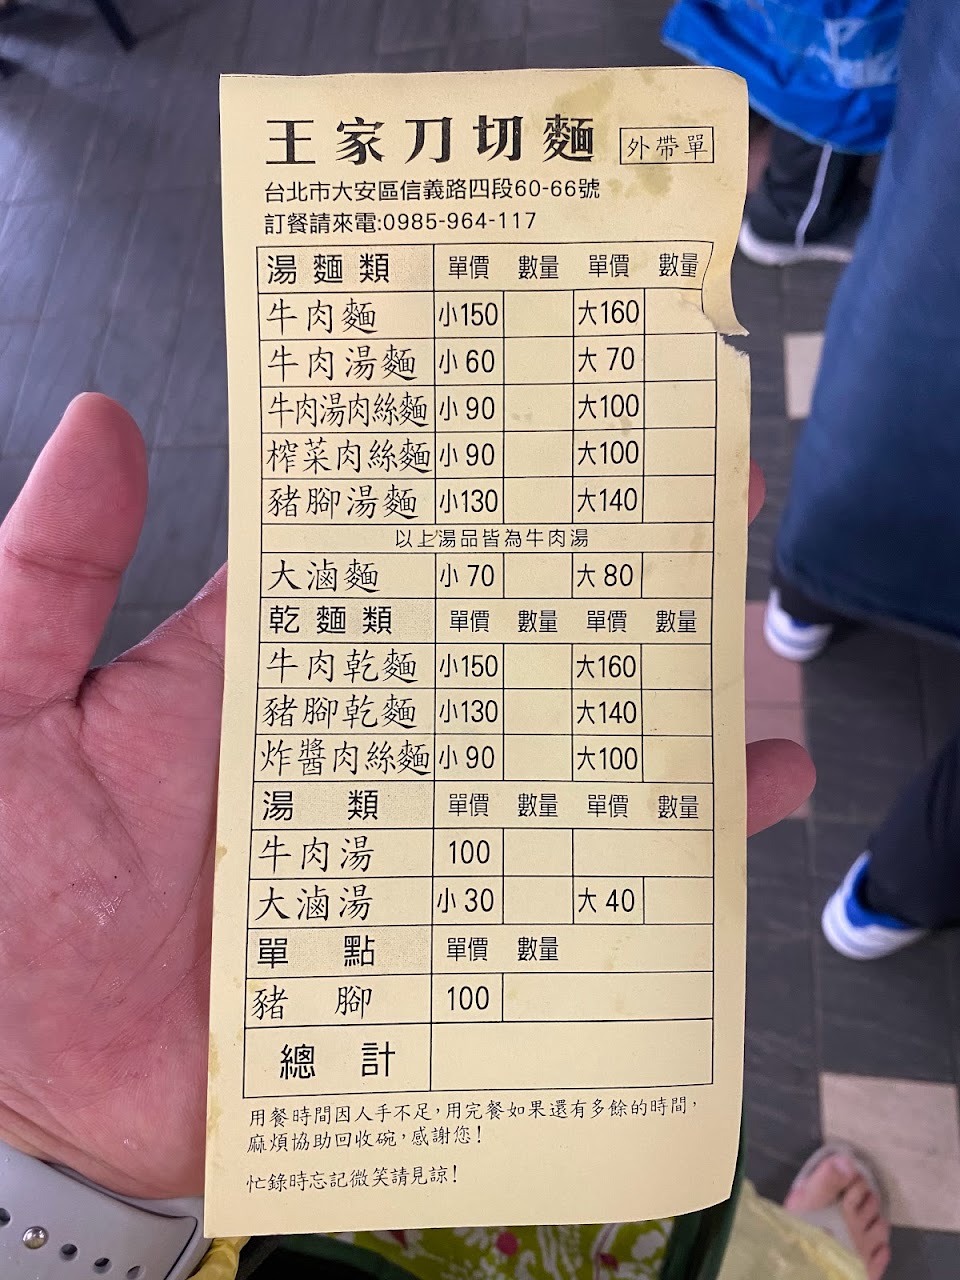 王家刀切麵 外帶單
台北市大安區信義路四段60-66號
訂餐請來電:0985-964-117
湯麵類 單價 數量 單價 數量
牛肉麵 小150 大160
牛肉湯麵 小60 大70
牛肉湯肉絲麵 小90 大100
榨菜肉絲麵 小90 大100
豬腳湯麵 小130 大140
以上湯品皆為牛肉湯
大滷麵 小70 大80
乾麵類 單價 數量 單價 數量
牛肉乾麵 小150 大160
豬腳乾麵 小130 大140
炸醬肉絲麵 小90 大100
湯類 單價 數量 單價 數量
牛肉湯 100
大滷湯 小30 大40
單點 單價 數量
豬腳 100
總計
用餐時間因人手不足,用完餐如果還有多餘的時間,
麻煩協助回收碗,感謝您!
忙錄時忘記微笑請見諒!